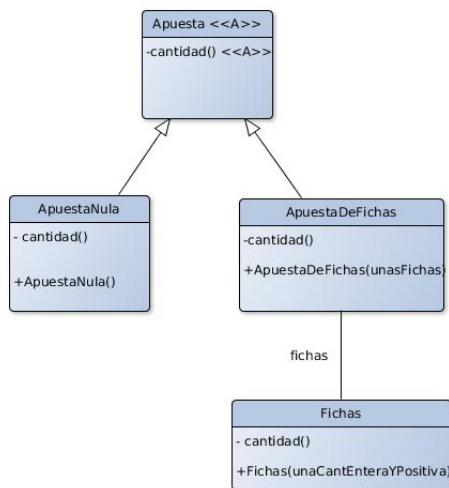 Apuesta <<A>>
-cantidad() <<A>>
ApuestaNula
- cantidad()
+ApuestaNula()
ApuestaDeFichas
-cantidad()
+ApuestaDeFichas(unasFichas)
fichas
Fichas
- cantidad()
+Fichas(unaCantEnteraYPositiva)